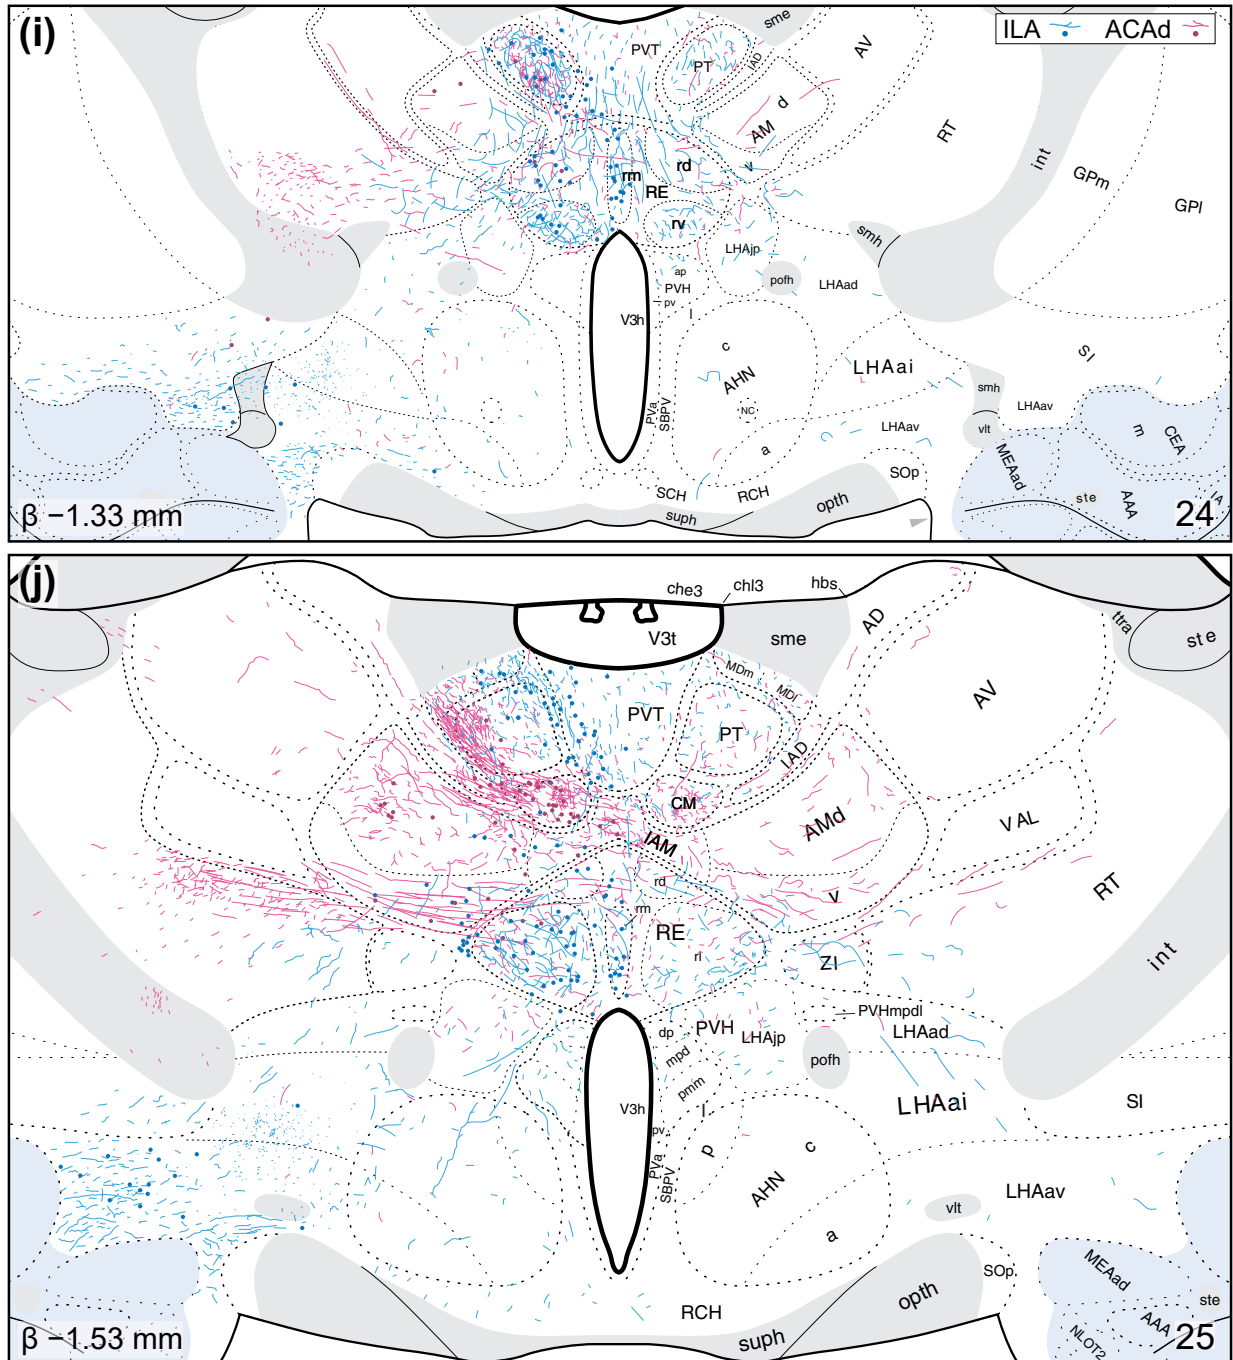 (i)
ILA ACAd
sme
PVT
AV
PT
IAD
d
AM
v
RT
int
rd
rm
RE
GPm
GPl
rv
smh
LHAjp
ap
pofh
PVH
LHAad
pv
l
V3h
c
SI
LHAai
AHN
smh
NC
LHAav
PVa
SBPV
LHAav
vlt
m
CEA
a
MEAad
SOp
SCH
RCH
opth
ste
AAA
IA
suph
β −1.33 mm
24
(j)
che3
chl3
hbs
V3t
sme
AD
ttra
ste
MDm
MDl
AV
PVT
PT
IAD
CM
AMd
VAL
IAM
rd
v
RT
rm
RE
rl
ZI
int
PVHmpdl
dp
PVH
LHAjp
LHAad
mpd
pofh
pmm
LHAai
SI
V3h
l
pv
p
c
PVa
SBPV
AHN
LHAav
vlt
a
MEAad
SOp
opth
ste
RCH
AAA
suph
NLOT2
β −1.53 mm
25